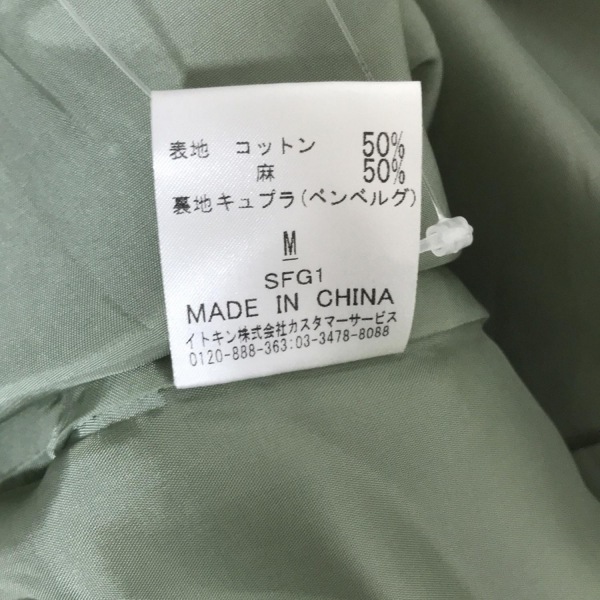 表地 コットン 50%
麻 50%
裏地キュプラ(ベンベルグ)
M
SFG1
MADE IN CHINA
イトキン株式会社カスタマーサービス
0120-888-363:03-3478-8088